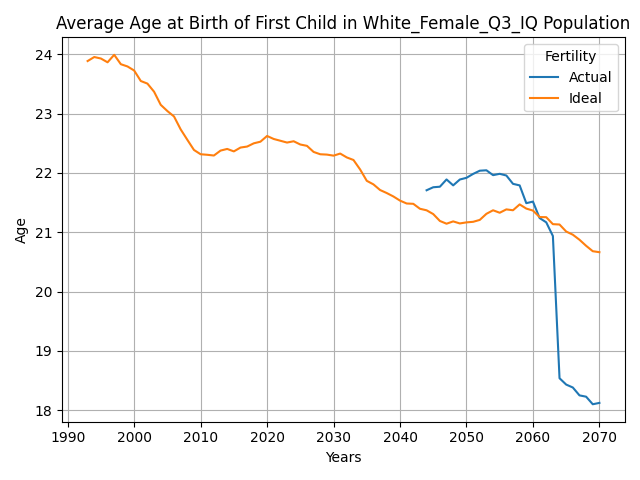 Average Age at Birth of First Child in White_Female_Q3_IQ Population
Fertility
Actual
Ideal
Age
24
23
22
21
20
19
18
1990 2000 2010 2020 2030 2040 2050 2060 2070
Years